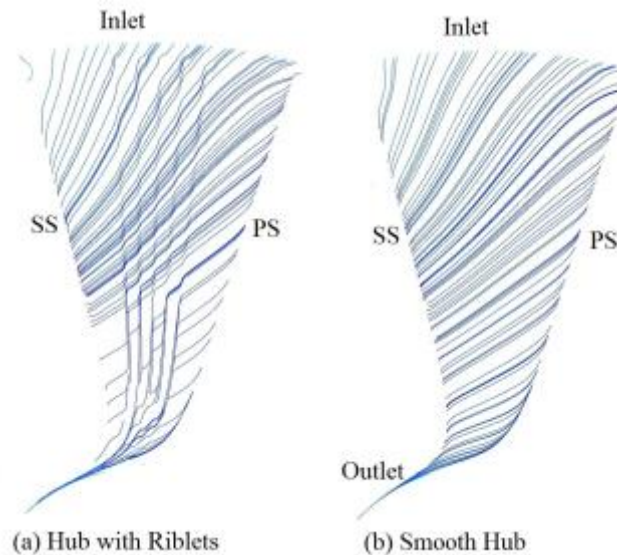 Inlet
Inlet
SS
PS
SS
PS
Outlet
(a) Hub with Riblets
(b) Smooth Hub